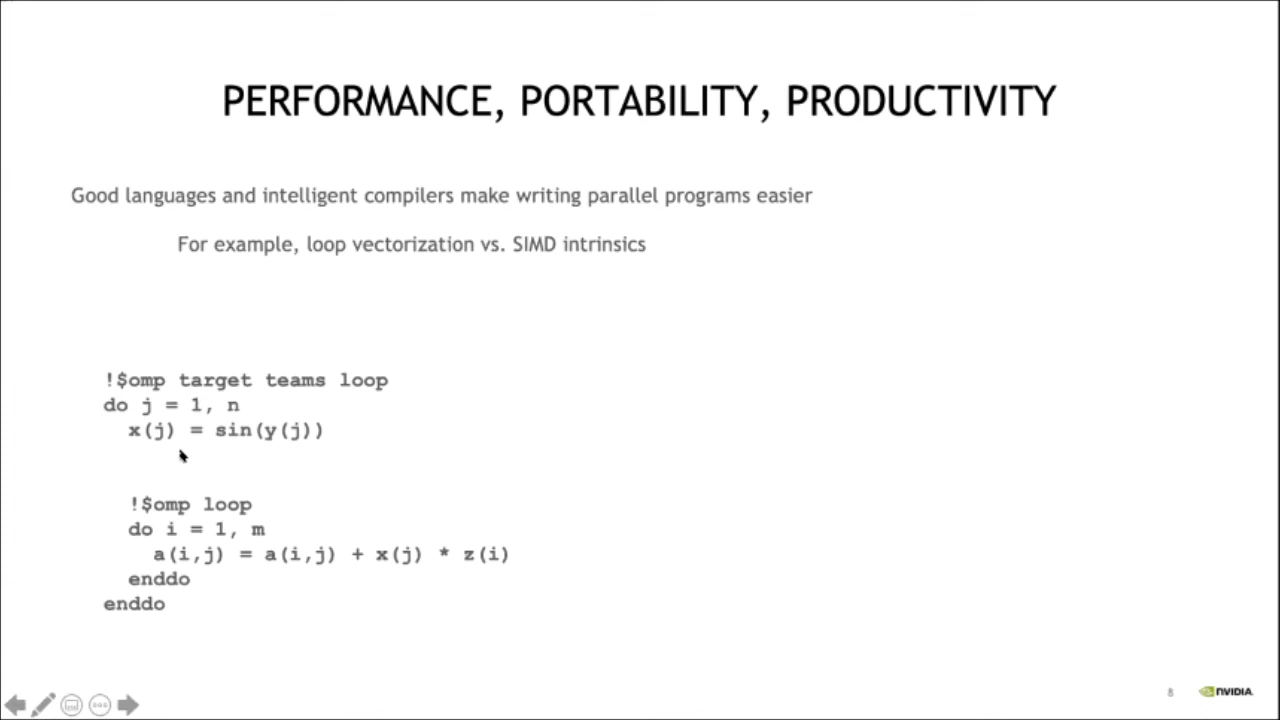 PERFORMANCE, PORTABILITY, PRODUCTIVITY
Good languages and intelligent compilers make writing parallel programs easier
For example, loop vectorization vs. SIMD intrinsics
!$omp target teams loop
do j = 1, n
x(j) = sin(y(j))
!$omp loop
do i = 1, m
a(i,j) = a(i,j) + x(j) * z(i)
enddo
enddo
8 NVIDIA.